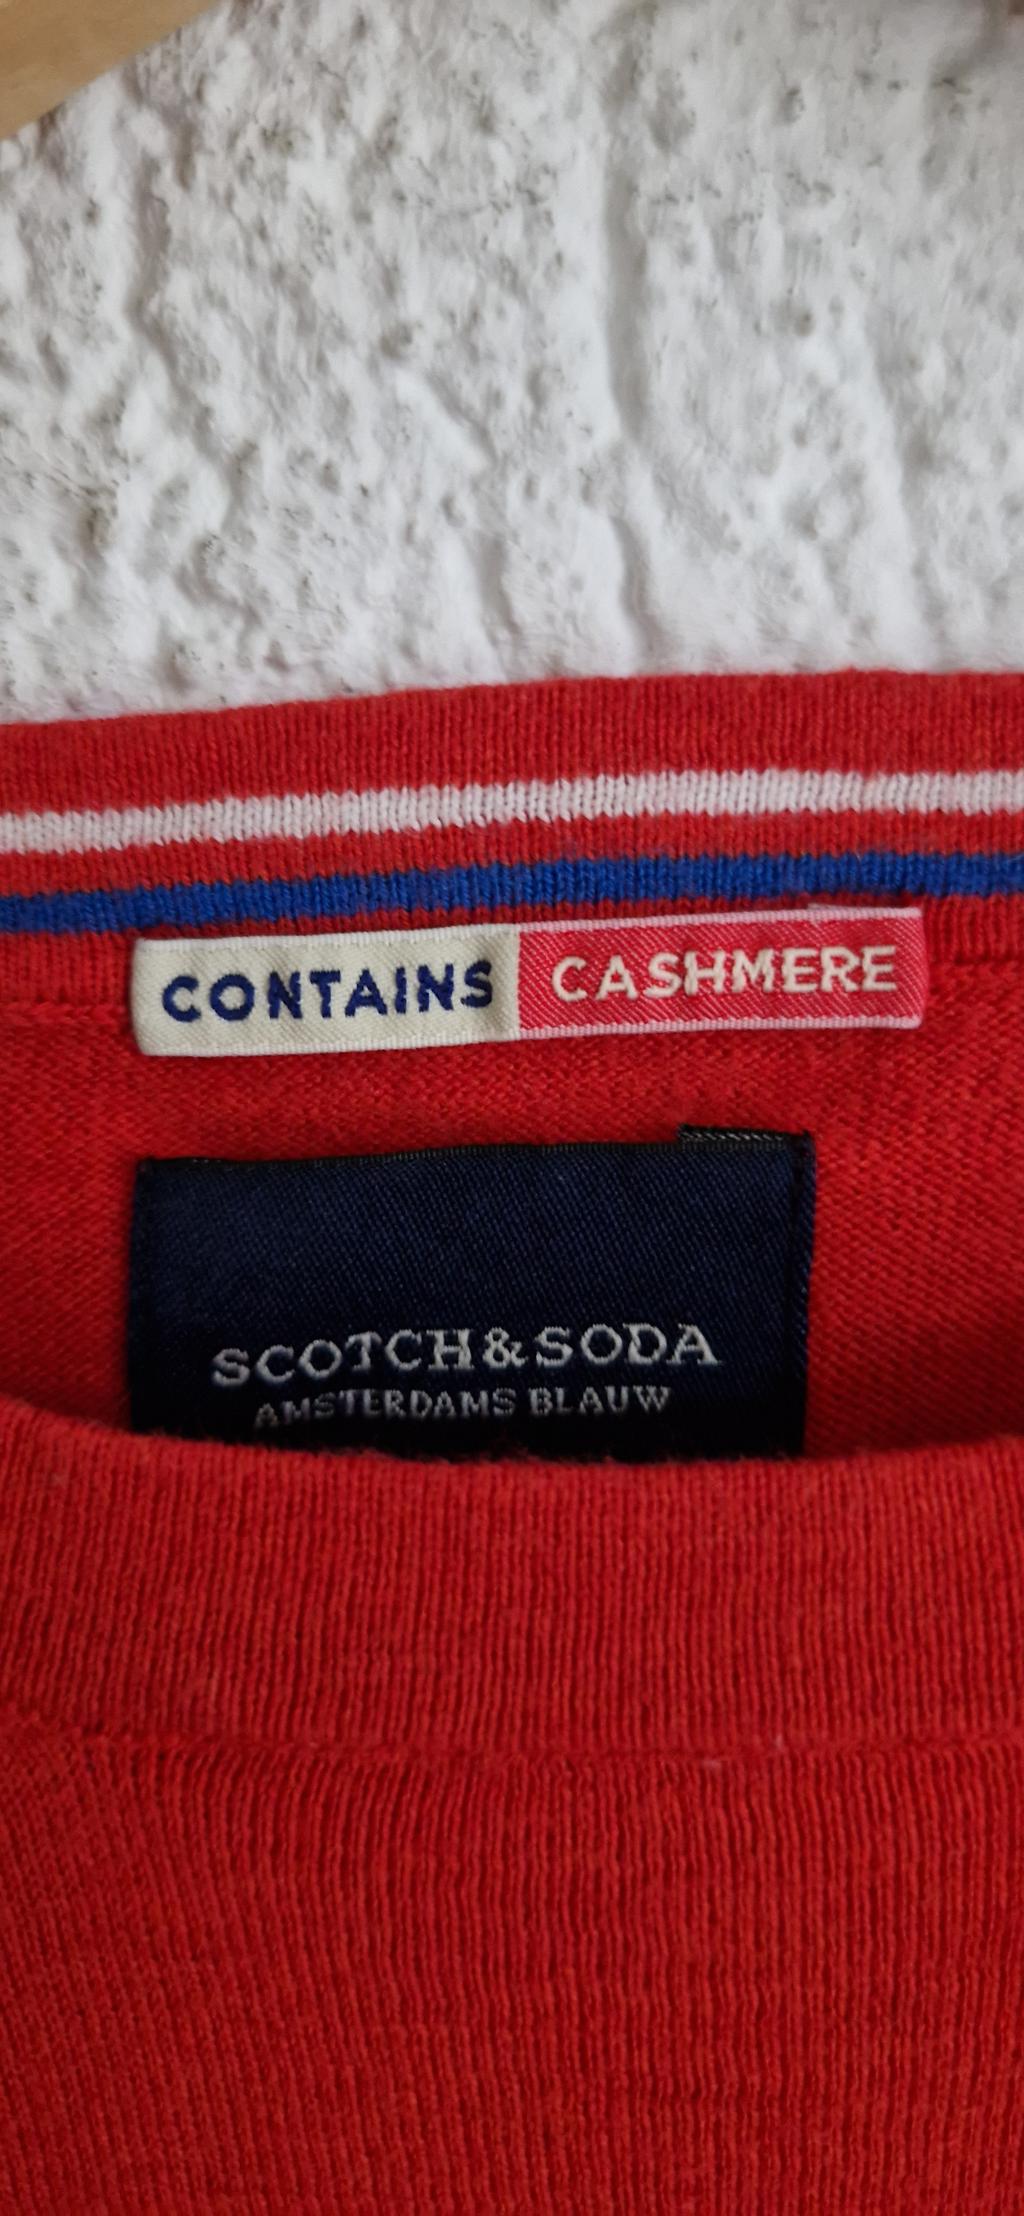 CONTAINS CASHMERE
SCOTCH & SODA
AMSTERDAMS BLAUW